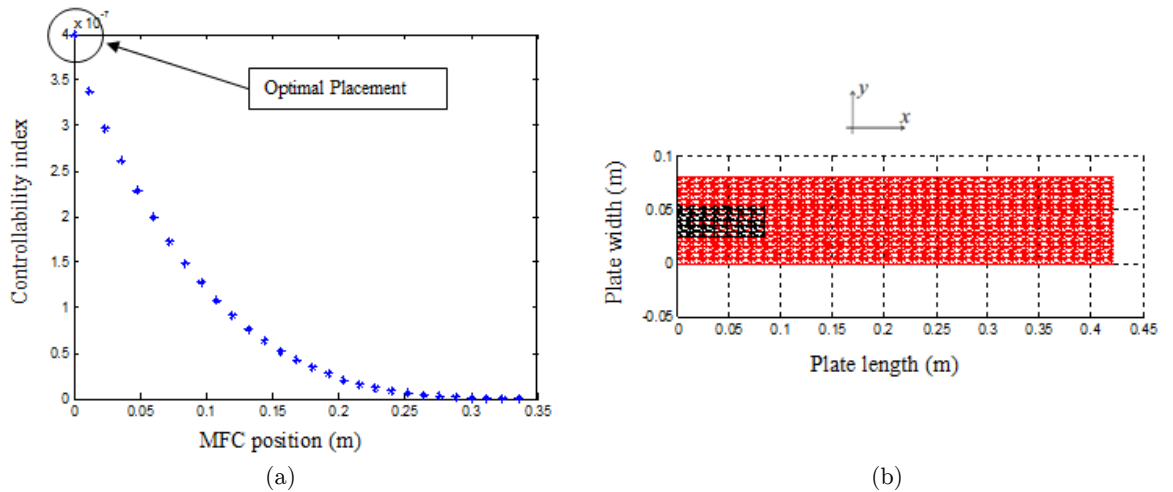 4 x 10⁻⁷
3.5
3
2.5
2
1.5
1
0.5
0
0 0.05 0.1 0.15 0.2 0.25 0.3 0.35
Controllability index
MFC position (m)
Optimal Placement
(a)
y
x
0.1
0.05
0
-0.05
0 0.05 0.1 0.15 0.2 0.25 0.3 0.35 0.4 0.45
Plate width (m)
Plate length (m)
(b)